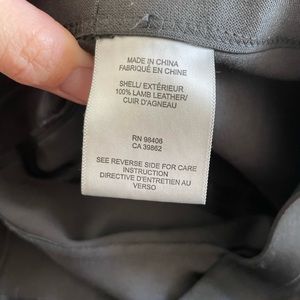 MADE IN CHINA
FABRIQUÉ EN CHINE
SHELL/ EXTÉRIEUR
100% LAMB LEATHER/
CUIR D'AGNEAU
RN 98406
CA 39862
SEE REVERSE SIDE FOR CARE
INSTRUCTION
DIRECTIVE D'ENTRETIEN AU
VERSO